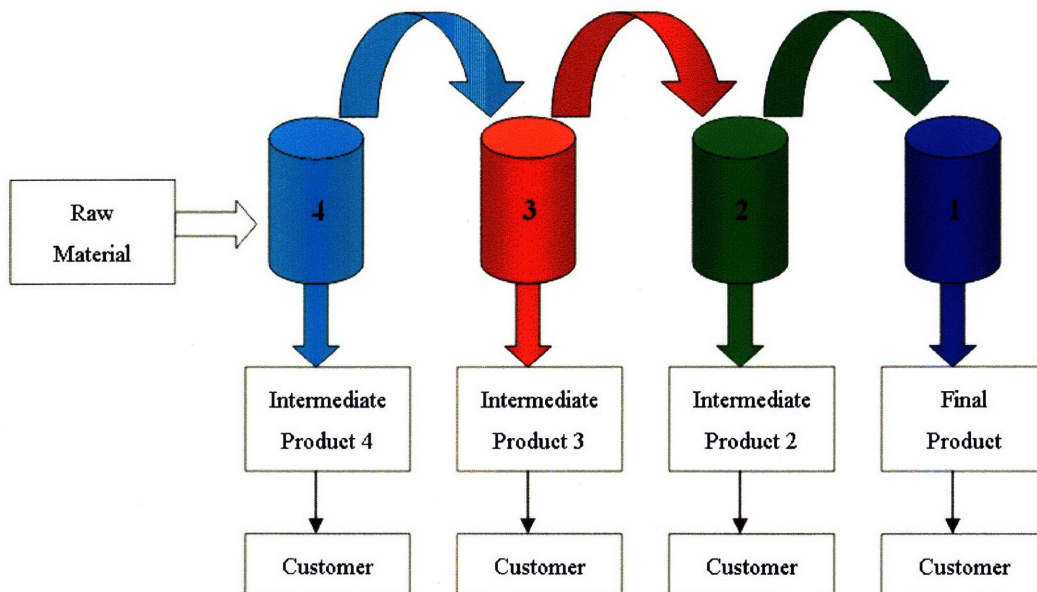 Raw
Material
4
3
2
1
Intermediate
Product 4
Intermediate
Product 3
Intermediate
Product 2
Final
Product
Customer
Customer
Customer
Customer